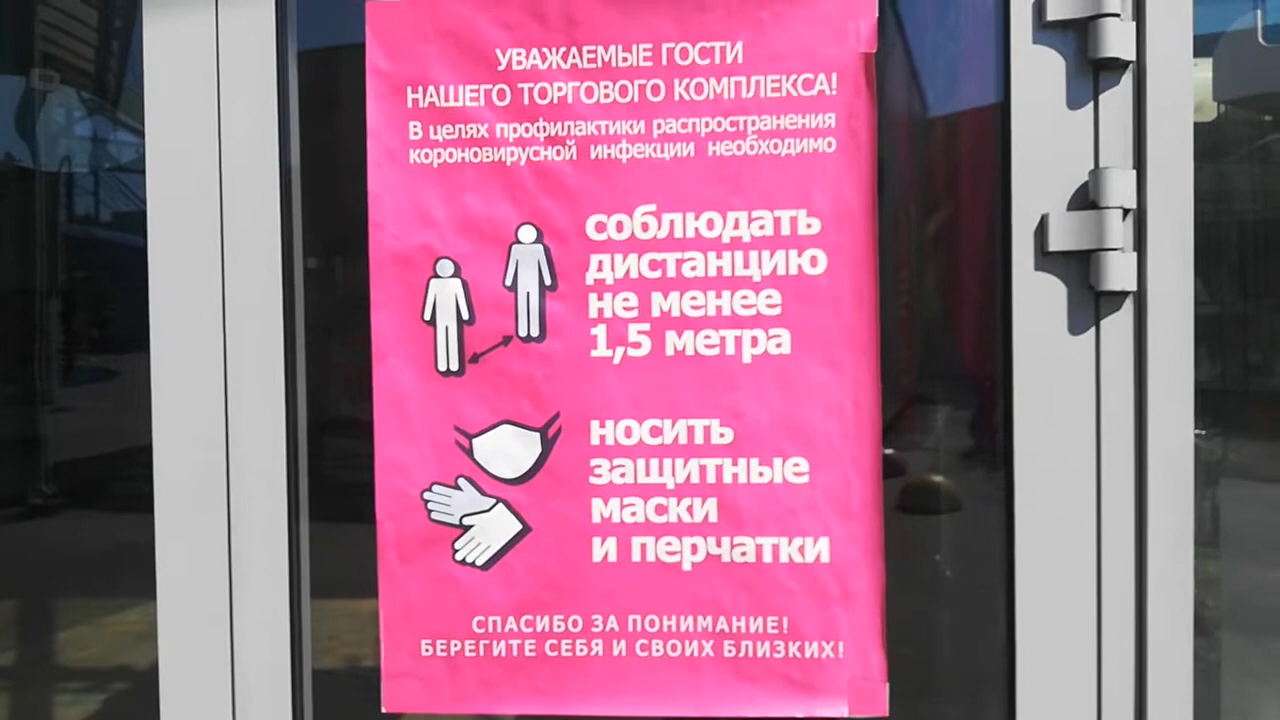 УВАЖАЕМЫЕ ГОСТИ
НАШЕГО ТОРГОВОГО КОМПЛЕКСА!
В целях профилактики распространения
короновирусной инфекции необходимо
соблюдать
дистанцию
не менее
1,5 метра
носить
защитные
маски
и перчатки
СПАСИБО ЗА ПОНИМАНИЕ!
БЕРЕГИТЕ СЕБЯ И СВОИХ БЛИЗКИХ!